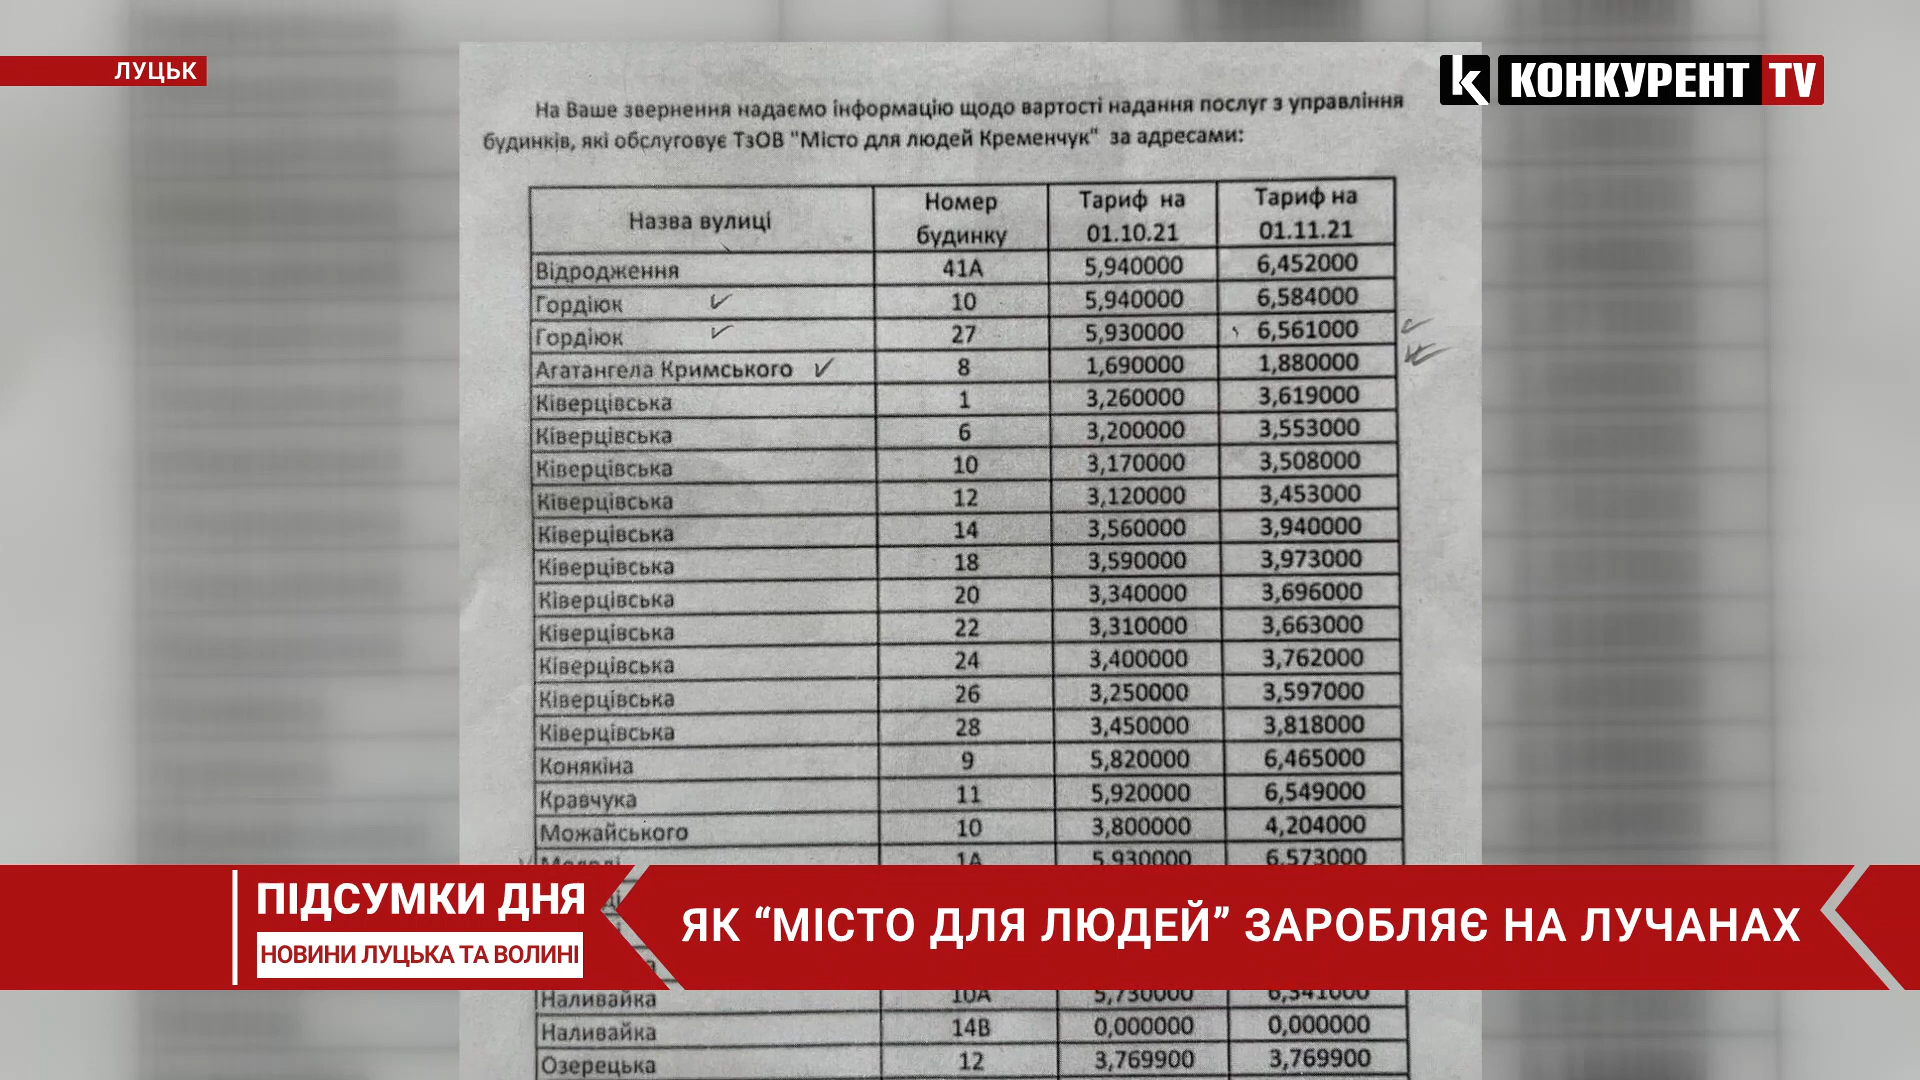 ЛУЦЬК
k КОНКУРЕНТ TV
На Ваше звернення надаємо інформацію щодо вартості надання послуг з управління
будинків, які обслуговує ТзОВ "Місто для людей Кременчук" за адресами:
Назва вулиці Номер будинку Тариф на 01.10.21 Тариф на 01.11.21
Відродження 41А 5,940000 6,452000
Гордіюк 10 5,940000 6,584000
Гордіюк 27 5,930000 6,561000
Агатангела Кримського 8 1,690000 1,880000
Ківерцівська 1 3,260000 3,619000
Ківерцівська 6 3,200000 3,553000
Ківерцівська 10 3,170000 3,508000
Ківерцівська 12 3,120000 3,453000
Ківерцівська 14 3,560000 3,940000
Ківерцівська 18 3,590000 3,973000
Ківерцівська 20 3,340000 3,696000
Ківерцівська 22 3,310000 3,663000
Ківерцівська 24 3,400000 3,762000
Ківерцівська 26 3,250000 3,597000
Ківерцівська 28 3,450000 3,818000
Конякіна 9 5,820000 6,465000
Кравчука 11 5,920000 6,549000
Можайського 10 3,800000 4,204000
1А 5,930000 6,573000
ПІДСУМКИ ДНЯ
НОВИНИ ЛУЦЬКА ТА ВОЛИНІ
ЯК “МІСТО ДЛЯ ЛЮДЕЙ” ЗАРОБЛЯЄ НА ЛУЧАНАХ
Наливайка 10А 5,730000 6,341000
Наливайка 14В 0,000000 0,000000
Озерецька 12 3,769900 3,769900